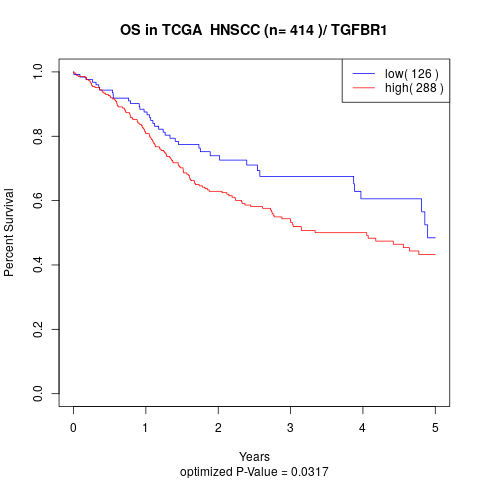 OS in TCGA  HNSCC (n= 414 )/ TGFBR1
low( 126 )
high( 288 )
1.0
0.8
0.6
0.4
0.2
0.0
Percent Survival
0 1 2 3 4 5
Years
optimized P-Value = 0.0317